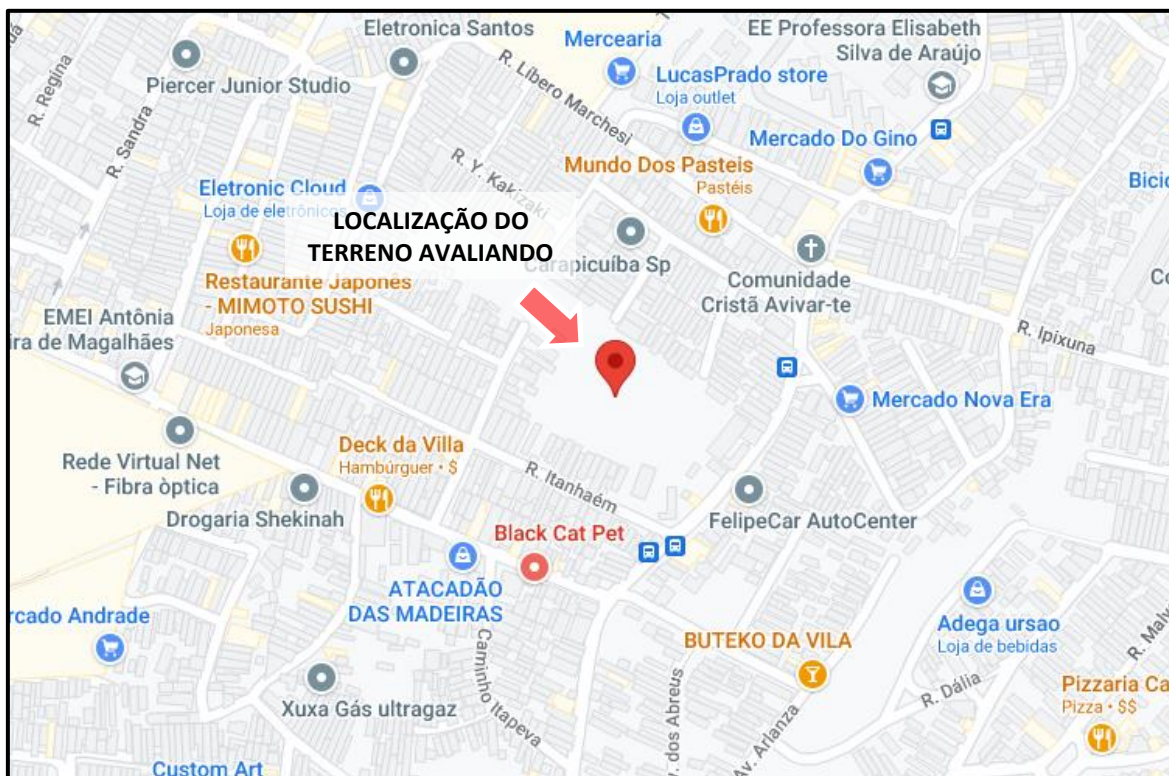 Eletronica Santos
Mercearia
EE Professora Elisabeth
Silva de Araújo
Piercer Junior Studio
R. Regina
R. Sandra
R. Líbero Marchesi
LucasPrado store
Loja outlet
Mercado Do Gino
R. Y. Kakizaki
Mundo Dos Pasteis
Pastéis
Eletronic Cloud
Loja de eletrônicos
LOCALIZAÇÃO DO
TERRENO AVALIANDO
Carapicuíba Sp
Comunidade
Cristã Avivar-te
Restaurante Japonês
- MIMOTO SUSHI
Japonesa
EMEI Antônia
ira de Magalhães
R. Ipixuna
Mercado Nova Era
Deck da Villa
Hambúrguer • $
Rede Virtual Net
- Fibra òptica
R. Itanhaém
Drogaria Shekinah
FelipeCar AutoCenter
Black Cat Pet
ATACADÃO
DAS MADEIRAS
rcado Andrade
Adega ursao
Loja de bebidas
BUTEKO DA VILA
Caminho Itapeva
v. dos Abreus
Av. Arlanza
R. Dália
R. Malv
Pizzaria Ca
Pizza • $$
Xuxa Gás ultragaz
Custom Art